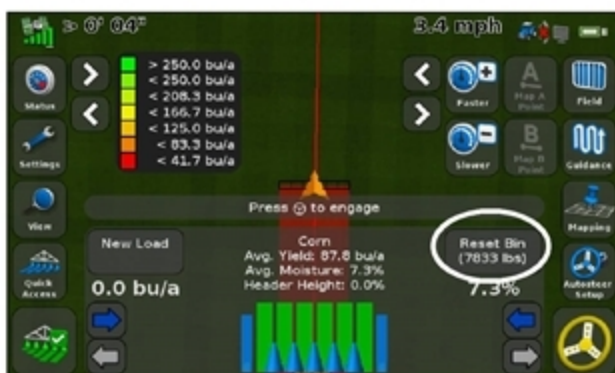 > 0' 04"
3.4 mph
> 250.0 bu/a
< 250.0 bu/a
< 208.3 bu/a
< 166.7 bu/a
< 125.0 bu/a
< 83.3 bu/a
< 41.7 bu/a
Status
Settings
View
Quick
Access
Faster
Slower
A
Map A
Point
B
Map B
Point
Field
Guidance
Mapping
Autosteer
Setup
Press to engage
New Load
0.0 bu/a
Corn
Avg. Yield: 87.8 bu/a
Avg. Moisture: 7.3%
Header Height: 0.0%
Reset Bin
(7833 lbs)
7.3%